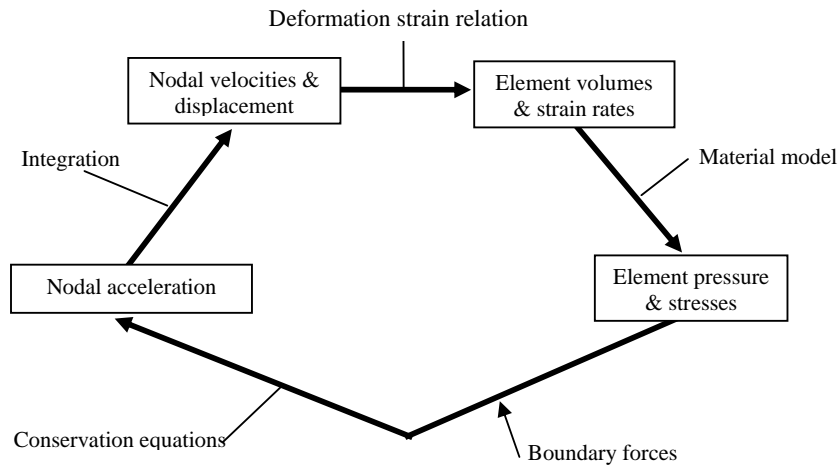 Deformation strain relation
Nodal velocities &
displacement
Element volumes
& strain rates
Integration
Material model
Nodal acceleration
Element pressure
& stresses
Conservation equations
Boundary forces